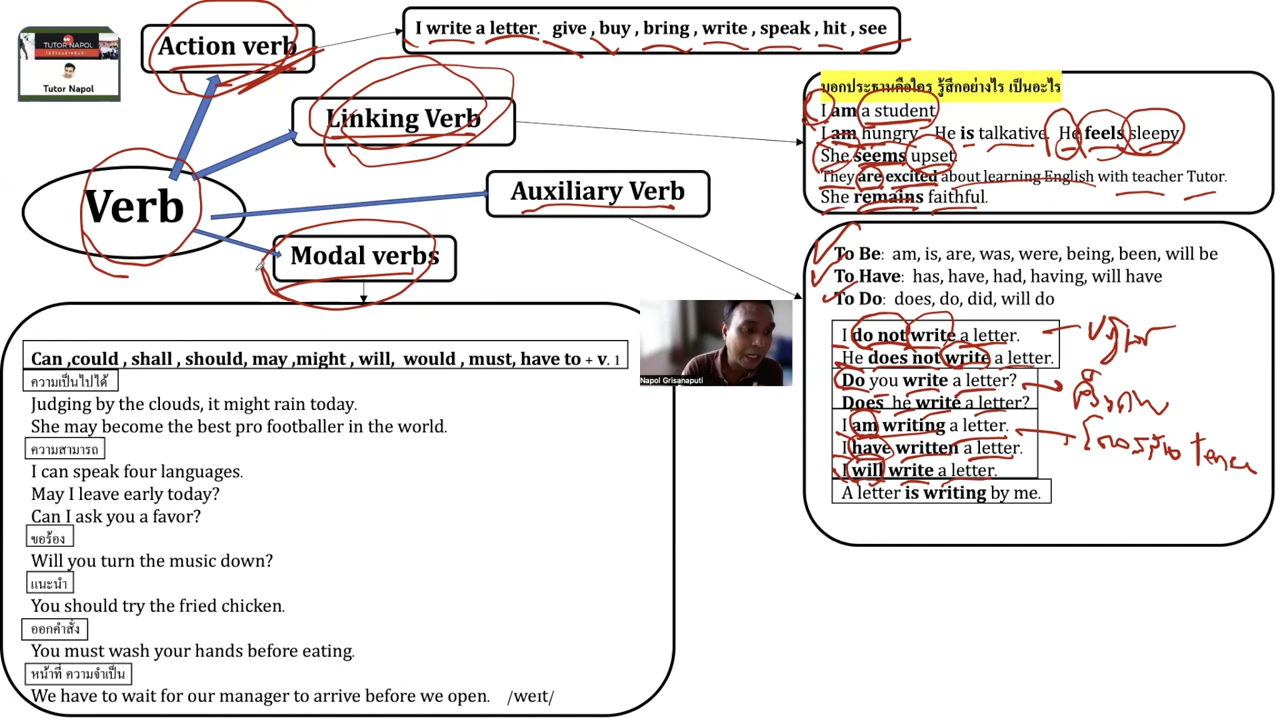 TUTOR NAPOL
Tutor Napol
Action verb
I write a letter. give , buy , bring , write , speak , hit , see
Linking Verb
บอกประธานคือใคร รู้สึกอย่างไร เป็นอะไร
I am a student
I am hungry. He is talkative. He feels sleepy.
She seems upset.
They are excited about learning English with teacher Tutor.
She remains faithful.
Verb
Auxiliary Verb
Modal verbs
To Be: am, is, are, was, were, being, been, will be
To Have: has, have, had, having, will have
To Do: does, do, did, will do
I do not write a letter.
He does not write a letter.
Do you write a letter?
Does he write a letter?
I am writing a letter.
I have written a letter.
I will write a letter.
A letter is writing by me.
tense
Napol Grisanaputi
Can ,could , shall , should, may ,might , will, would , must, have to + v. 1
ความเป็นไปได้
Judging by the clouds, it might rain today.
She may become the best pro footballer in the world.
ความสามารถ
I can speak four languages.
May I leave early today?
Can I ask you a favor?
ขอร้อง
Will you turn the music down?
แนะนำ
You should try the fried chicken.
ออกคำสั่ง
You must wash your hands before eating.
หน้าที่ ความจำเป็น
We have to wait for our manager to arrive before we open. /weɪt/